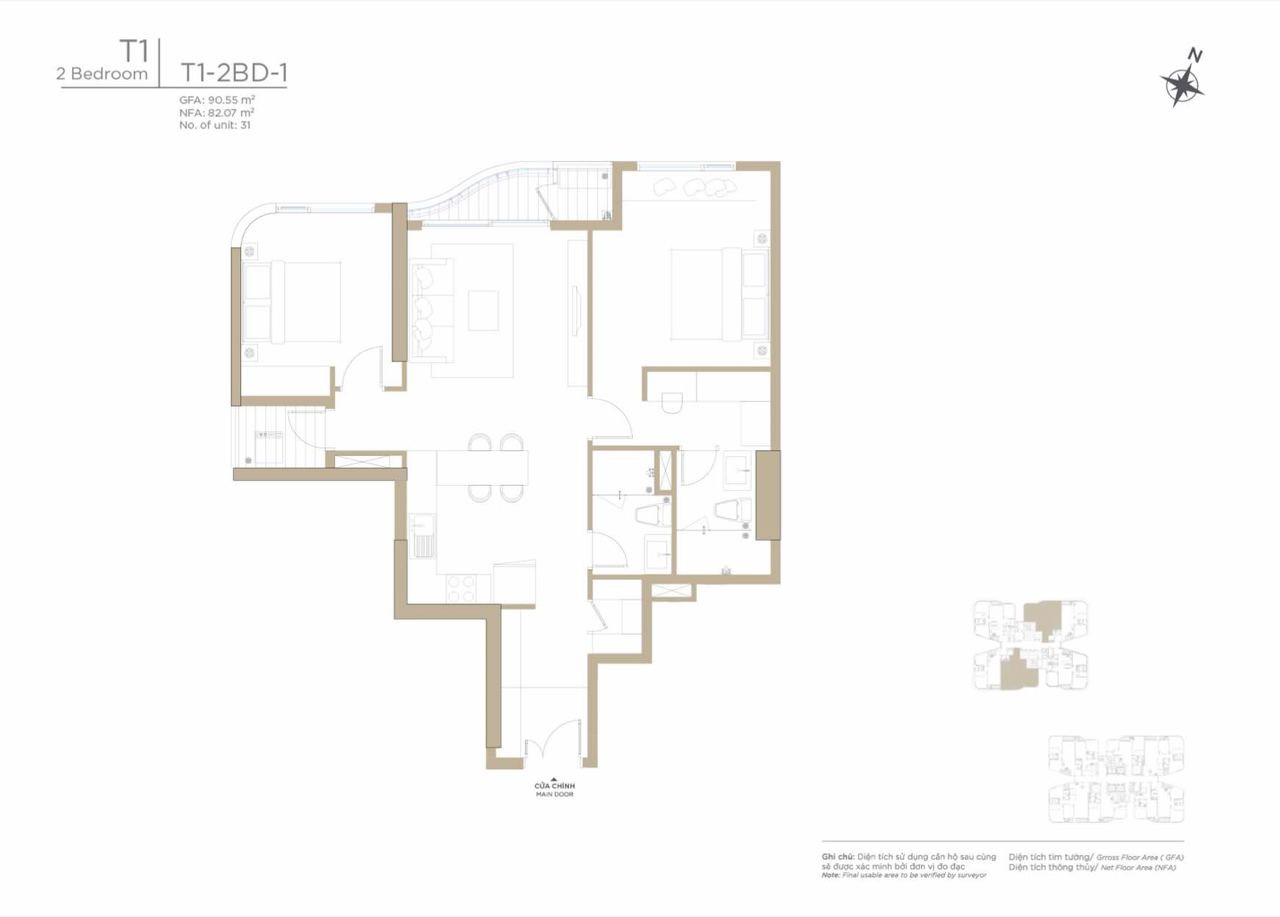 T1
2 Bedroom
T1-2BD-1
GFA: 90.55 m²
NFA: 82.07 m²
No. of unit: 31
N
CỬA CHÍNH
MAIN DOOR
Ghi chú: Diện tích sử dụng căn hộ sau cùng
sẽ được xác minh bởi đơn vị đo đạc
Note: Final usable area to be verified by surveyor
Diện tích tim tường/ Grross Floor Area ( GFA)
Diện tích thông thủy/ Net Floor Area (NFA)